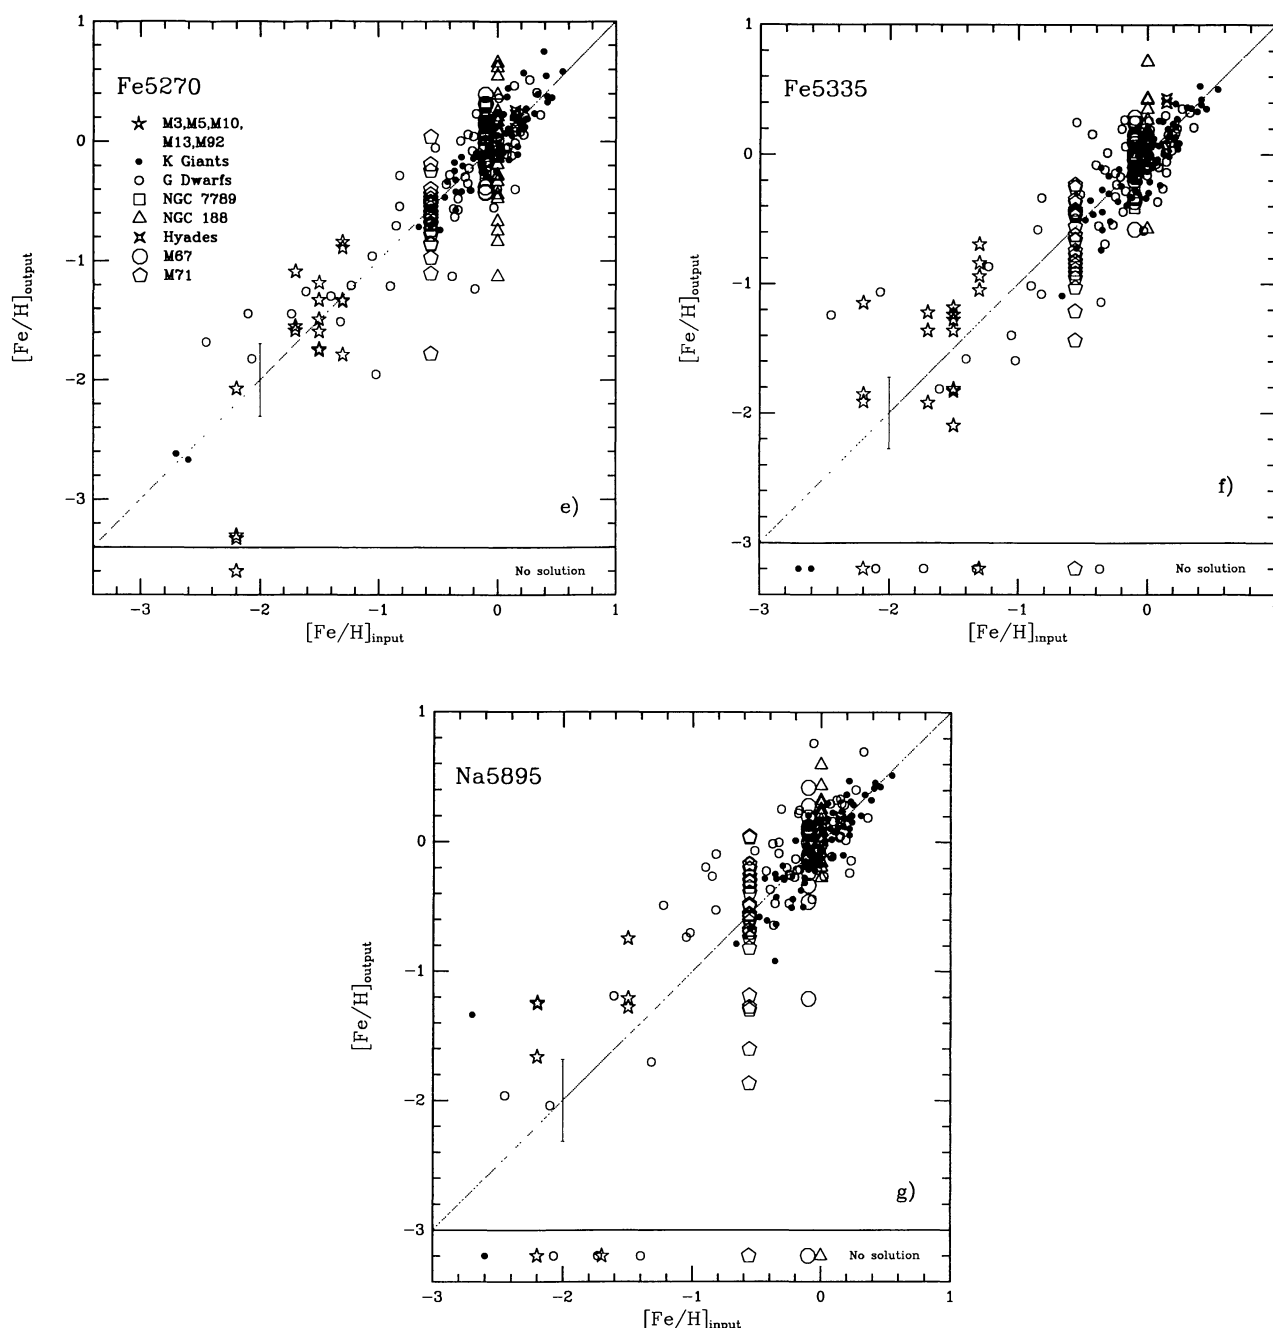 1
0
−1
−2
−3
[Fe/H]output
Fe5270
M3,M5,M10,
M13,M92
K Giants
G Dwarfs
NGC 7789
NGC 188
Hyades
M67
M71
e)
No solution
−3
−2
−1
0
1
[Fe/H]input
1
0
−1
−2
−3
[Fe/H]output
Fe5335
f)
No solution
−3
−2
−1
0
1
[Fe/H]input
1
0
−1
−2
−3
[Fe/H]output
Na5895
g)
No solution
−3
−2
−1
0
1
[Fe/H]input